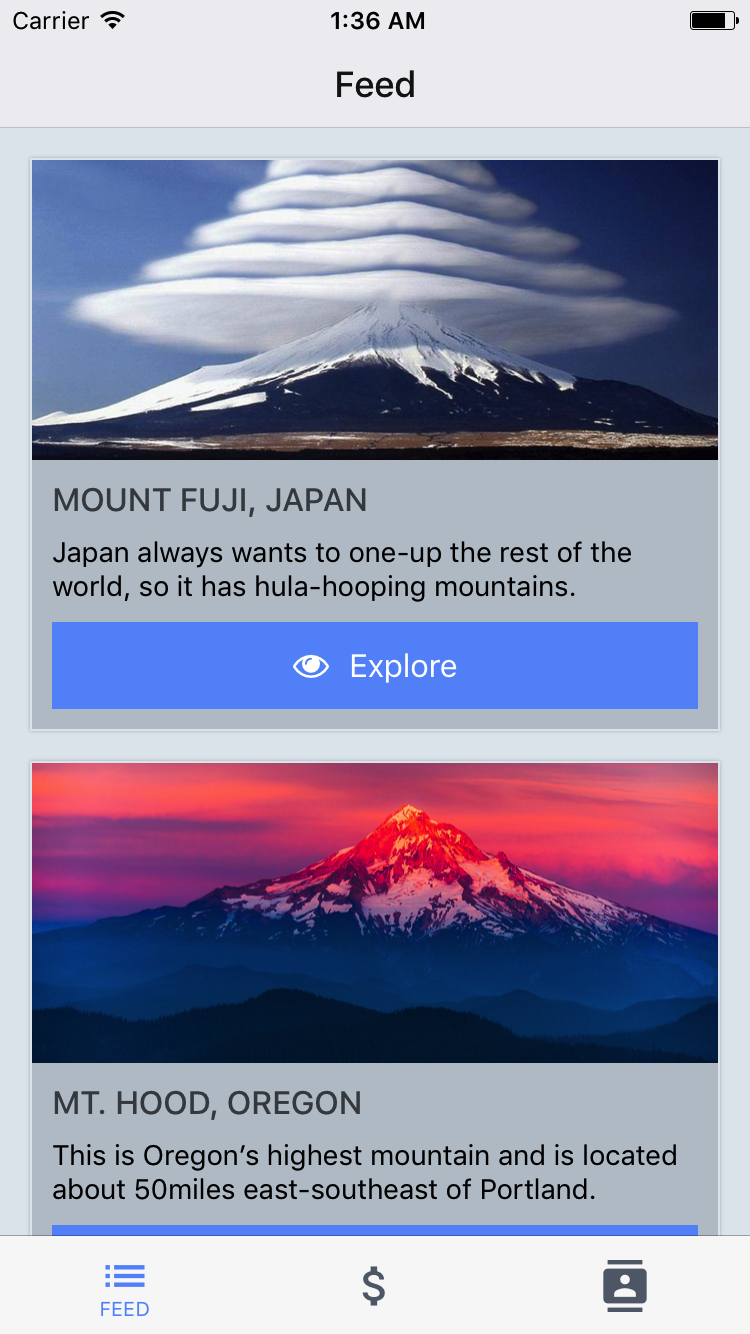 Carrier 1:36 AM
Feed
MOUNT FUJI, JAPAN
Japan always wants to one-up the rest of the
world, so it has hula-hooping mountains.
Explore
MT. HOOD, OREGON
This is Oregon’s highest mountain and is located
about 50miles east-southeast of Portland.
FEED $